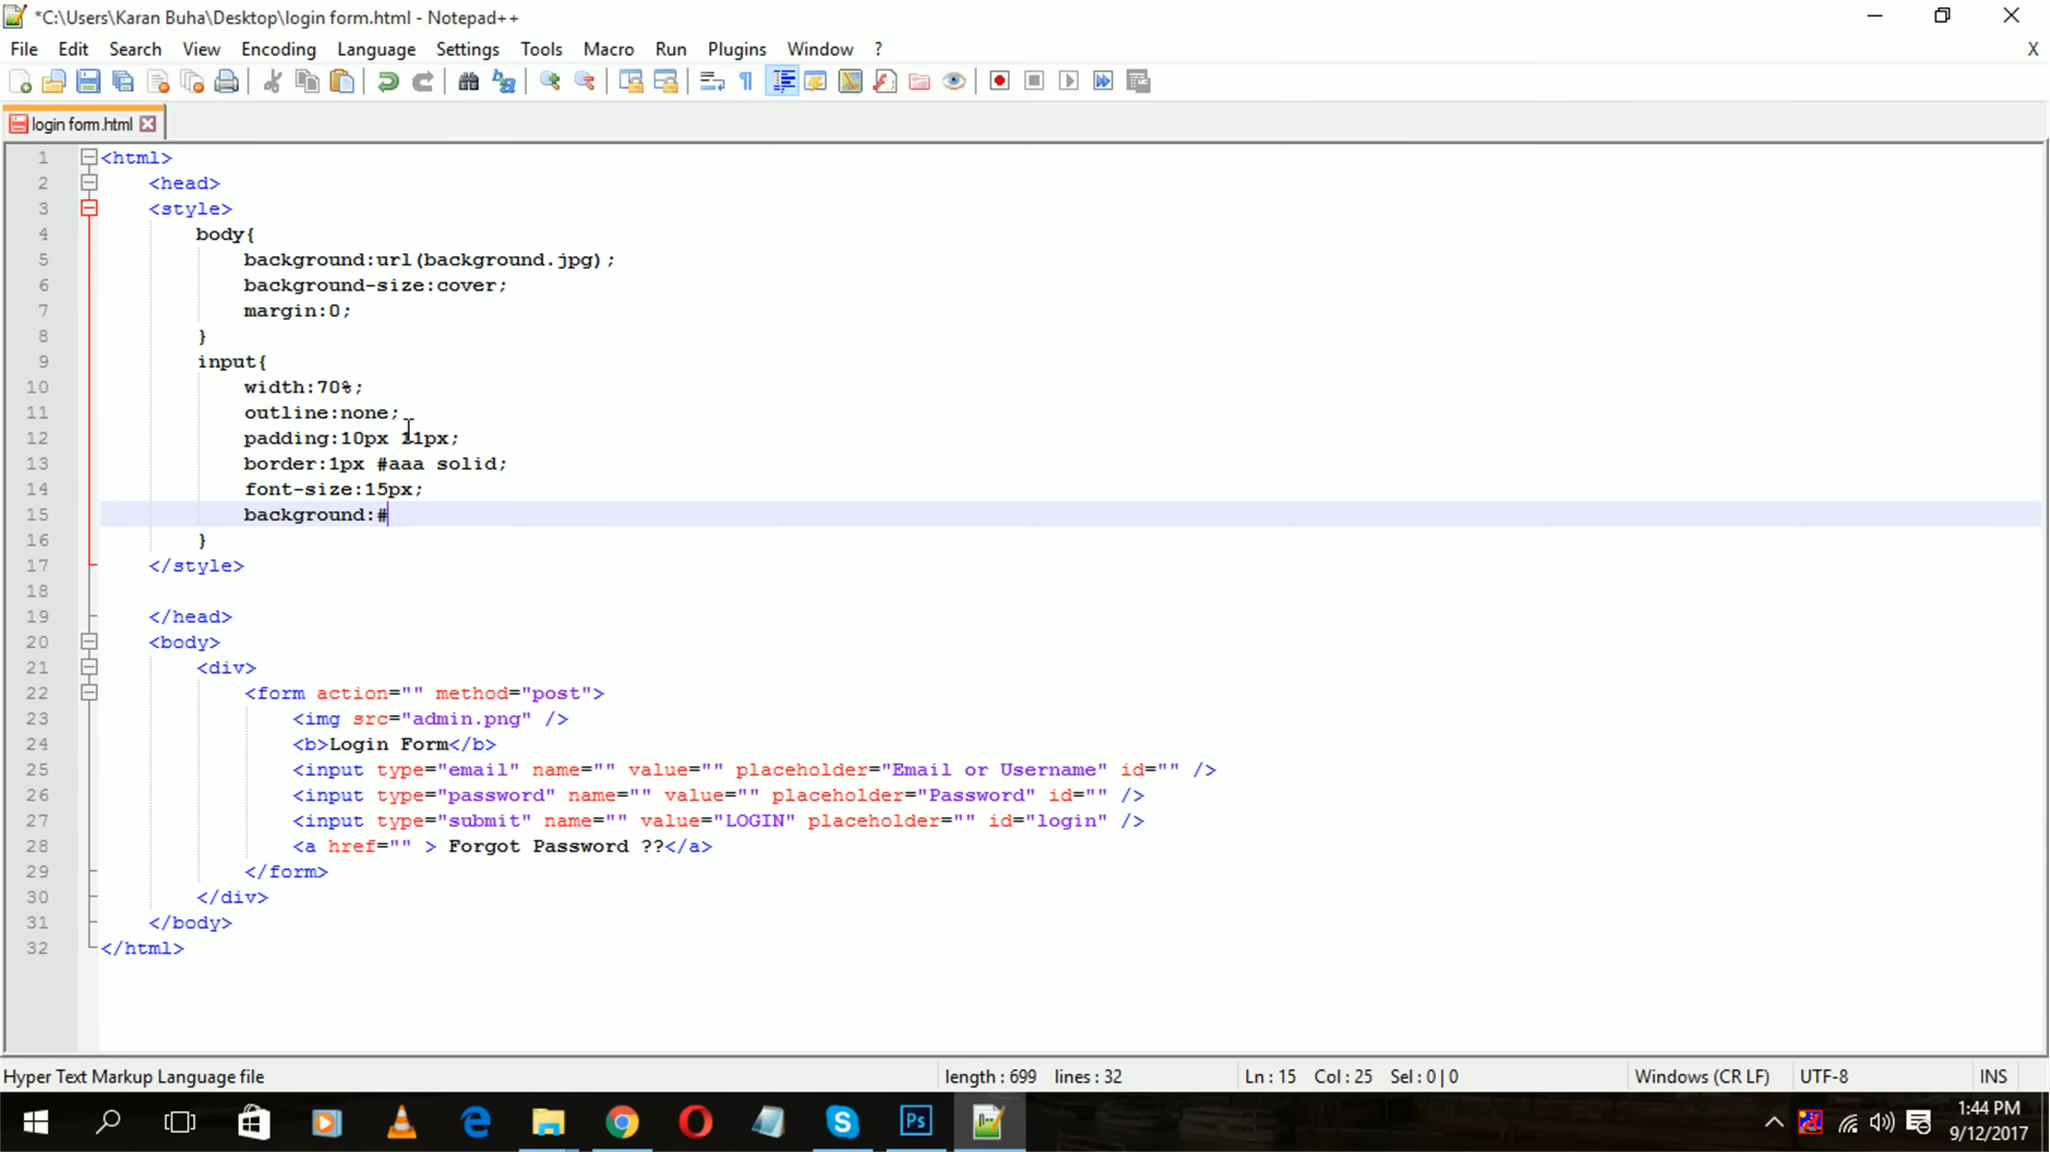 *C:\Users\Karan Buha\Desktop\login form.html - Notepad++
File Edit Search View Encoding Language Settings Tools Macro Run Plugins Window ? X
login form.html
1 <html>
2 <head>
3 <style>
4 body{
5 background:url(background.jpg);
6 background-size:cover;
7 margin:0;
8 }
9 input{
10 width:70%;
11 outline:none;
12 padding:10px 11px;
13 border:1px #aaa solid;
14 font-size:15px;
15 background:#
16 }
17 </style>
18
19 </head>
20 <body>
21 <div>
22 <form action="" method="post">
23 <img src="admin.png" />
24 <b>Login Form</b>
25 <input type="email" name="" value="" placeholder="Email or Username" id="" />
26 <input type="password" name="" value="" placeholder="Password" id="" />
27 <input type="submit" name="" value="LOGIN" placeholder="" id="login" />
28 <a href="" > Forgot Password ??</a>
29 </form>
30 </div>
31 </body>
32 </html>
Hyper Text Markup Language file length : 699 lines : 32 Ln : 15 Col : 25 Sel : 0 | 0 Windows (CR LF) UTF-8 INS
Ps
1:44 PM
9/12/2017